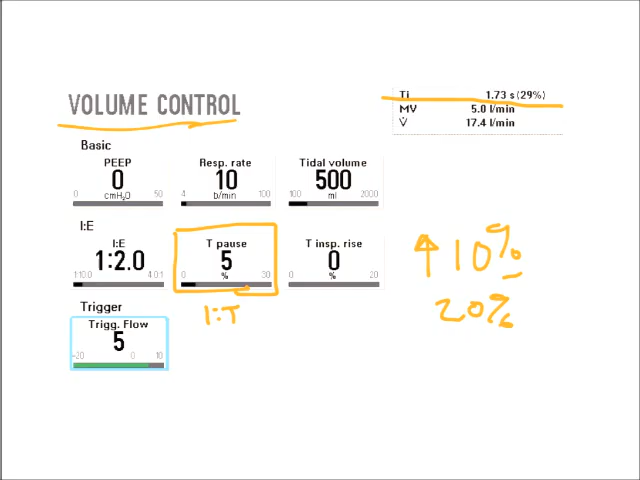 VOLUME CONTROL
Ti 1.73 s (29%)
MV 5.0 l/min
V̇ 17.4 l/min
Basic
PEEP Resp. rate Tidal volume
0 10 500
0 cmH₂O 50 4 b/min 100 100 ml 2000
I:E
I:E T pause T insp. rise
1:2.0 5 0
1:10.0 4.0:1 0 % 30 0 % 20
↑ 10%
Trigger
I:T
20%
Trigg. Flow
5
-20 0 10